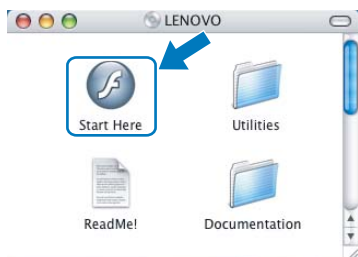 LENOVO
Start Here
Utilities
ReadMe!
Documentation